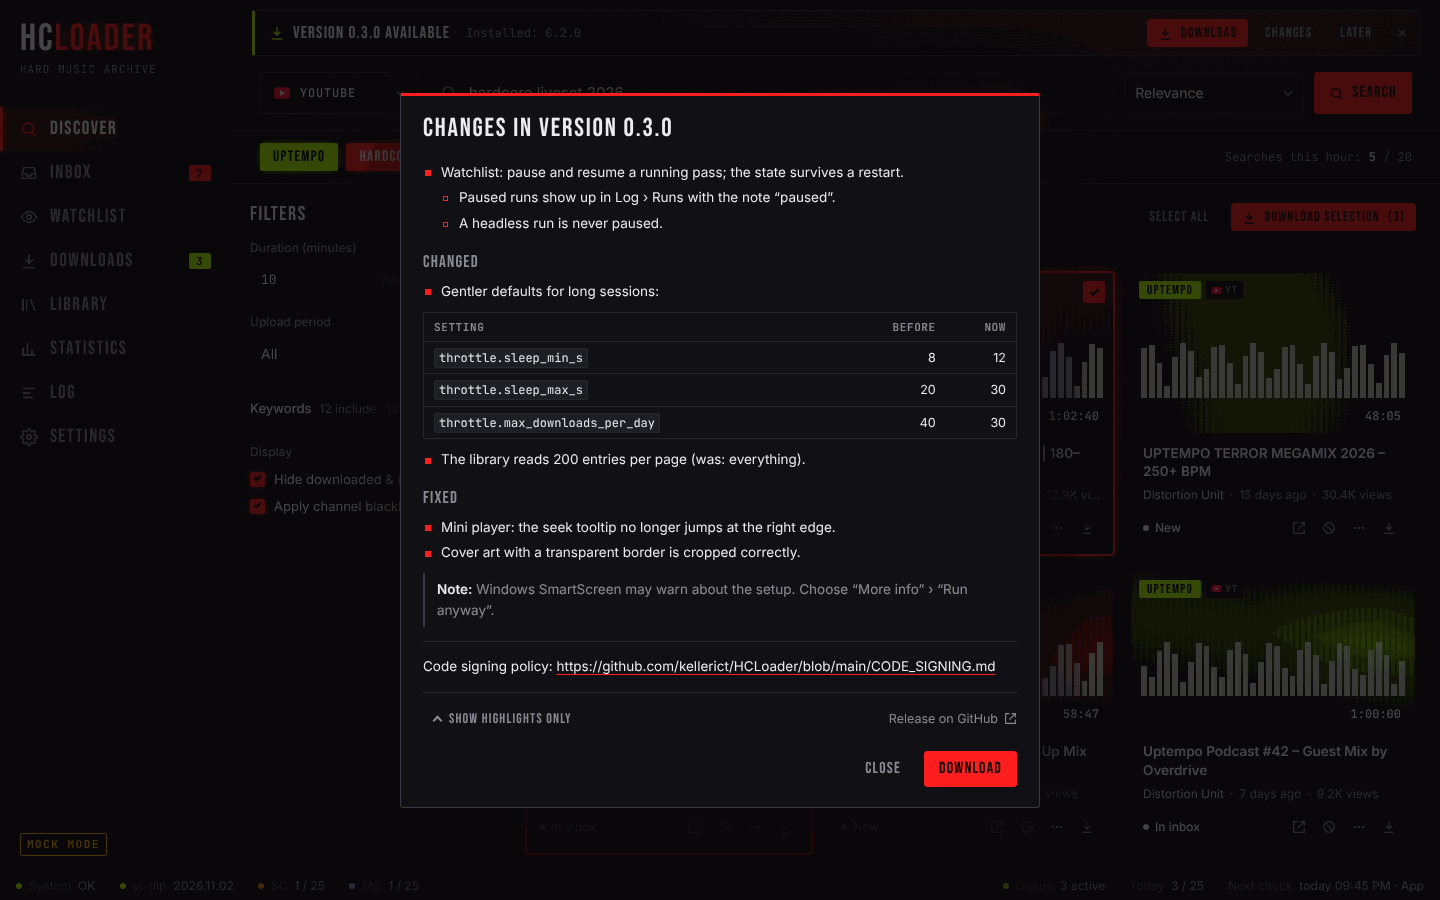 HCLOADER
HARD MUSIC ARCHIVE
VERSION 0.3.0 AVAILABLE Installed: 0.2.0
DOWNLOAD CHANGES LATER ×
YOUTUBE
hardcore liveset 2026
Relevance
SEARCH
DISCOVER
INBOX 7
WATCHLIST
DOWNLOADS 3
LIBRARY
STATISTICS
LOG
SETTINGS
MOCK MODE
UPTEMPO
Searches this hour: 5 / 20
FILTERS
Duration (minutes)
10
Upload period
All
Keywords 12 include
Display
Hide downloaded &
Apply channel
SELECT ALL
DOWNLOAD SELECTION (3)
CHANGES IN VERSION 0.3.0
Watchlist: pause and resume a running pass; the state survives a restart.
Paused runs show up in Log › Runs with the note “paused”.
A headless run is never paused.
CHANGED
Gentler defaults for long sessions:
SETTING BEFORE NOW
throttle.sleep_min_s 8 12
throttle.sleep_max_s 20 30
throttle.max_downloads_per_day 40 30
The library reads 200 entries per page (was: everything).
FIXED
Mini player: the seek tooltip no longer jumps at the right edge.
Cover art with a transparent border is cropped correctly.
Note: Windows SmartScreen may warn about the setup. Choose “More info” › “Run
anyway”.
Code signing policy: https://github.com/kellerict/HCLoader/blob/main/CODE_SIGNING.md
SHOW HIGHLIGHTS ONLY
Release on GitHub
CLOSE
DOWNLOAD
1:02:40
| 180–
12.9K vi…
UPTEMPO YT
48:05
UPTEMPO TERROR MEGAMIX 2026 –
250+ BPM
Distortion Unit · 15 days ago · 30.4K views
New
58:47
Up Mix
views
UPTEMPO YT
1:00:00
Uptempo Podcast #42 – Guest Mix by
Overdrive
Distortion Unit · 7 days ago · 9.2K views
In inbox
In inbox
New
System OK
yt-dlp 2026.11.02
SC 1 / 25
MC 1 / 25
Queue 3 active
Today 3 / 25
Next check today 09:45 PM · App